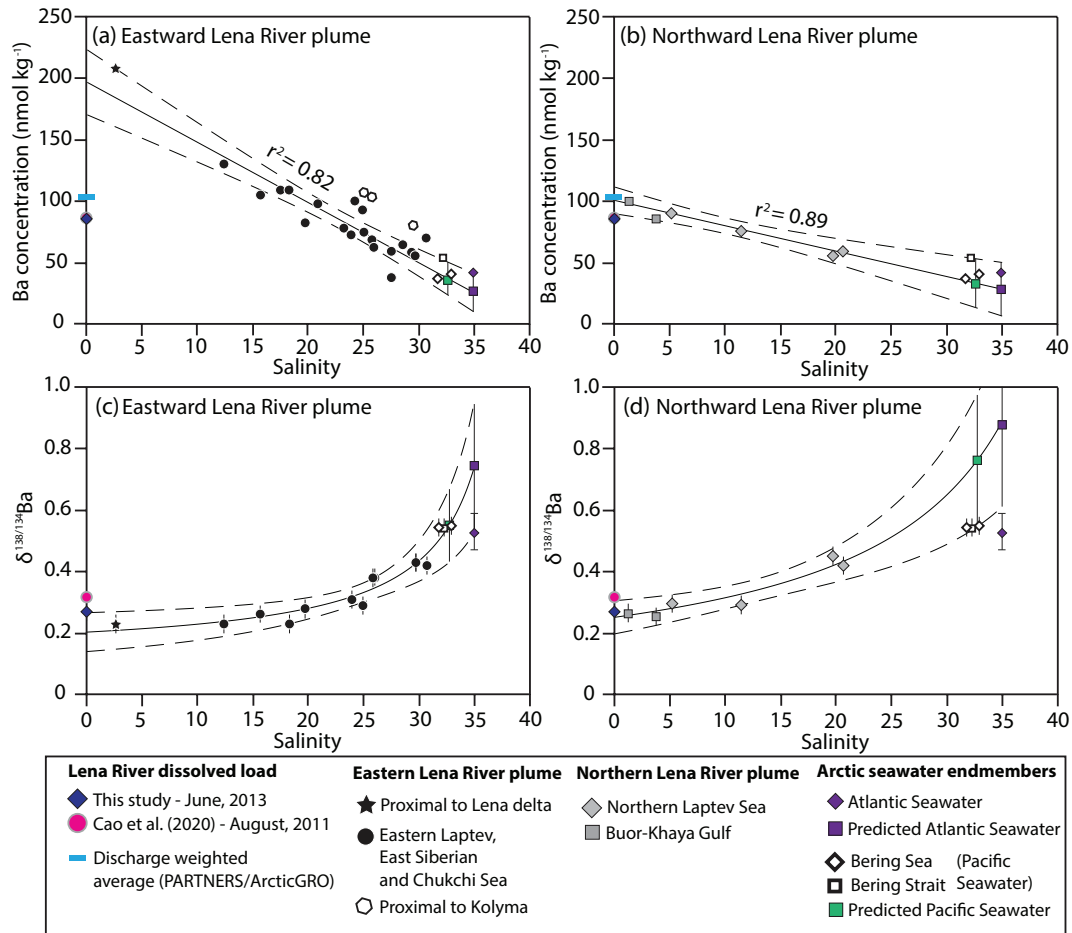 (a) Eastward Lena River plume
Ba concentration (nmol kg⁻¹)
250
200
150
100
50
0
r² = 0.82
0 5 10 15 20 25 30 35 40
Salinity
(b) Northward Lena River plume
Ba concentration (nmol kg⁻¹)
250
200
150
100
50
0
r² = 0.89
0 5 10 15 20 25 30 35 40
Salinity
(c) Eastward Lena River plume
δ¹³⁸/¹³⁴Ba
1.0
0.8
0.6
0.4
0.2
0
0 5 10 15 20 25 30 35 40
Salinity
(d) Northward Lena River plume
δ¹³⁸/¹³⁴Ba
1.0
0.8
0.6
0.4
0.2
0
0 5 10 15 20 25 30 35 40
Salinity
Lena River dissolved load
This study - June, 2013
Cao et al. (2020) - August, 2011
Discharge weighted
average (PARTNERS/ArcticGRO)
Eastern Lena River plume
Proximal to Lena delta
Eastern Laptev,
East Siberian
and Chukchi Sea
Proximal to Kolyma
Northern Lena River plume
Northern Laptev Sea
Buor-Khaya Gulf
Arctic seawater endmembers
Atlantic Seawater
Predicted Atlantic Seawater
Bering Sea (Pacific
Bering Strait Seawater)
Predicted Pacific Seawater